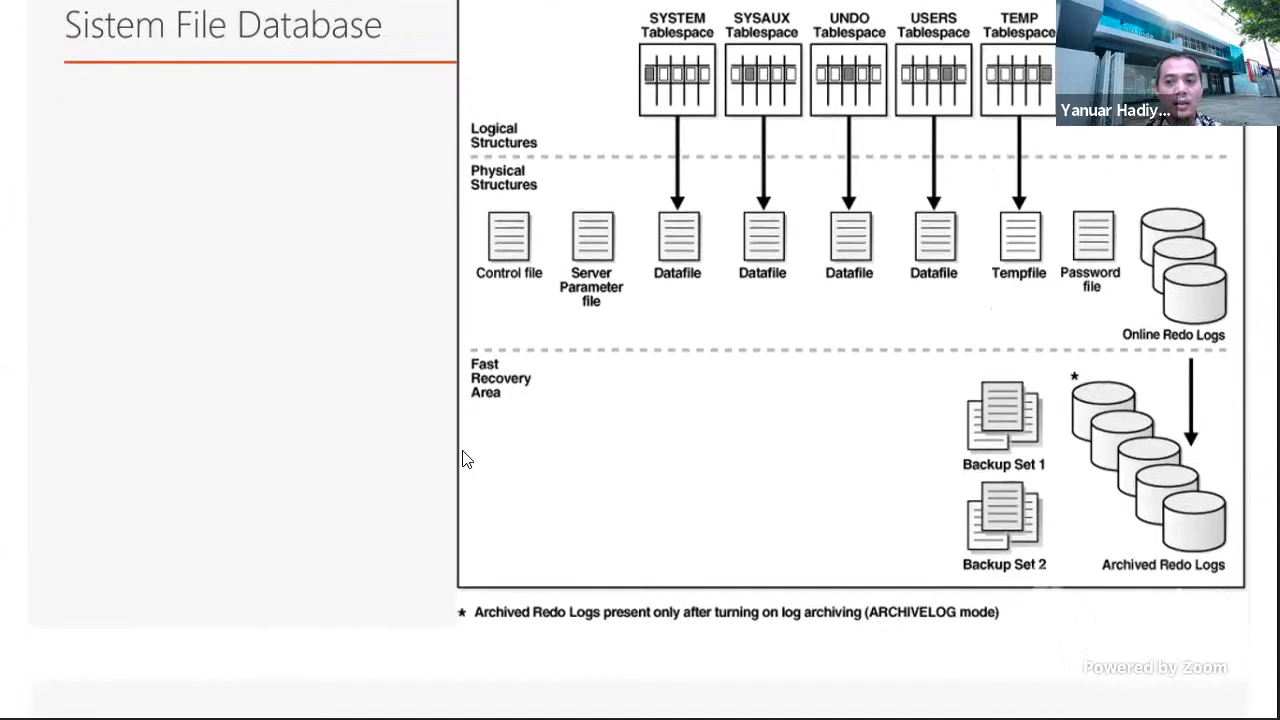 Sistem File Database
SYSTEM
Tablespace
SYSAUX
Tablespace
UNDO
Tablespace
USERS
Tablespace
TEMP
Tablespace
Yanuar Hadiy...
Logical
Structures
Physical
Structures
Control file
Server
Parameter
file
Datafile
Datafile
Datafile
Datafile
Tempfile
Password
file
Online Redo Logs
Fast
Recovery
Area
*
Backup Set 1
Backup Set 2
Archived Redo Logs
* Archived Redo Logs present only after turning on log archiving (ARCHIVELOG mode)
Powered by Zoom